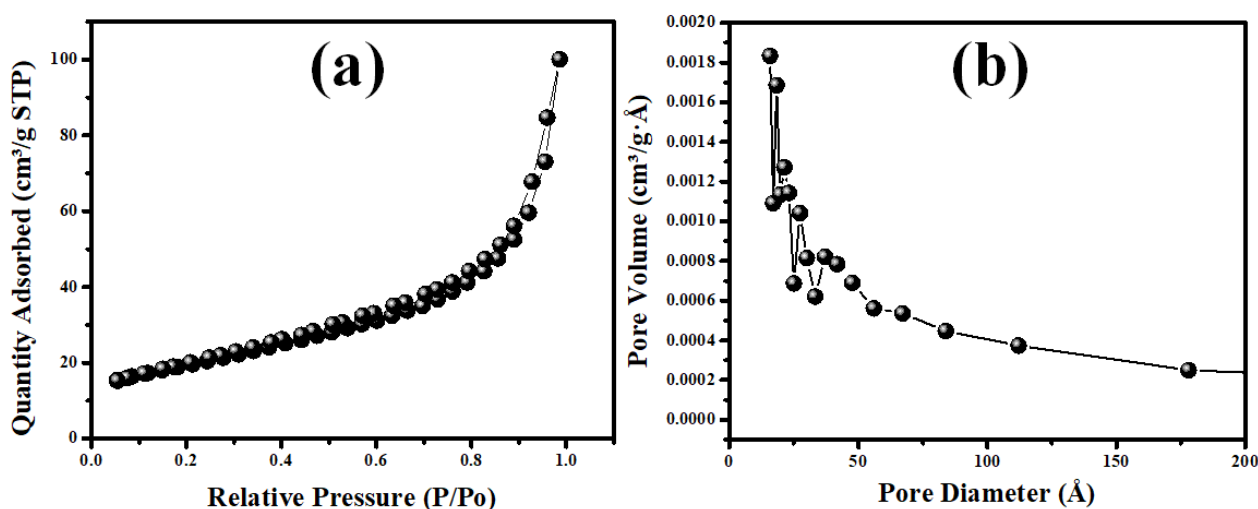 (a)
Quantity Adsorbed (cm³/g STP)
100
80
60
40
20
0
0.0 0.2 0.4 0.6 0.8 1.0
Relative Pressure (P/Po)
(b)
Pore Volume (cm³/g·Å)
0.0020
0.0018
0.0016
0.0014
0.0012
0.0010
0.0008
0.0006
0.0004
0.0002
0.0000
0 50 100 150 200
Pore Diameter (Å)